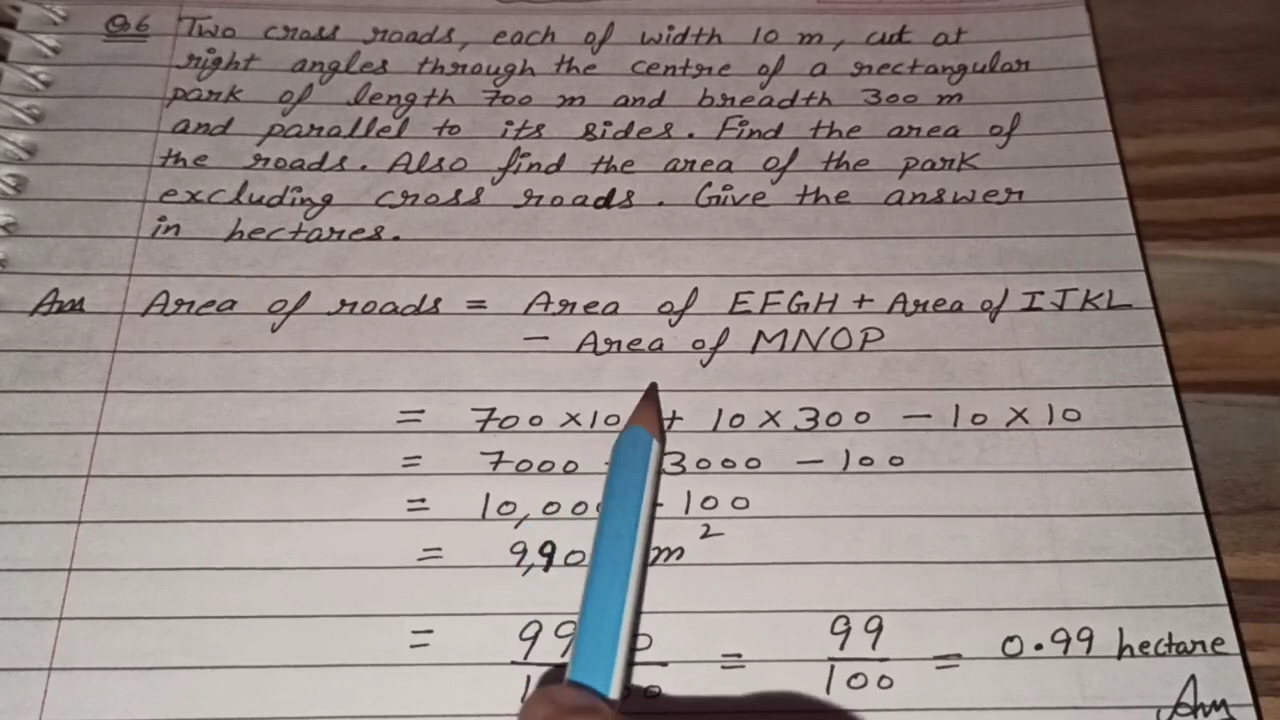 Q6 Two cross roads, each of width 10 m, cut at
right angles through the centre of a rectangular
park of length 700 m and breadth 300 m
and parallel to its sides. Find the area of
the roads. Also find the area of the park
excluding cross roads. Give the answer
in hectares.
Ans Area of roads = Area of EFGH + Area of IJKL
- Area of MNOP
= 700 × 10 + 10 × 300 - 10 × 10
= 7000 3000 - 100
= 10,00 - 100
= 9,90 m²
= 99 0 / 1 00 = 99/100 = 0.99 hectare
Ans